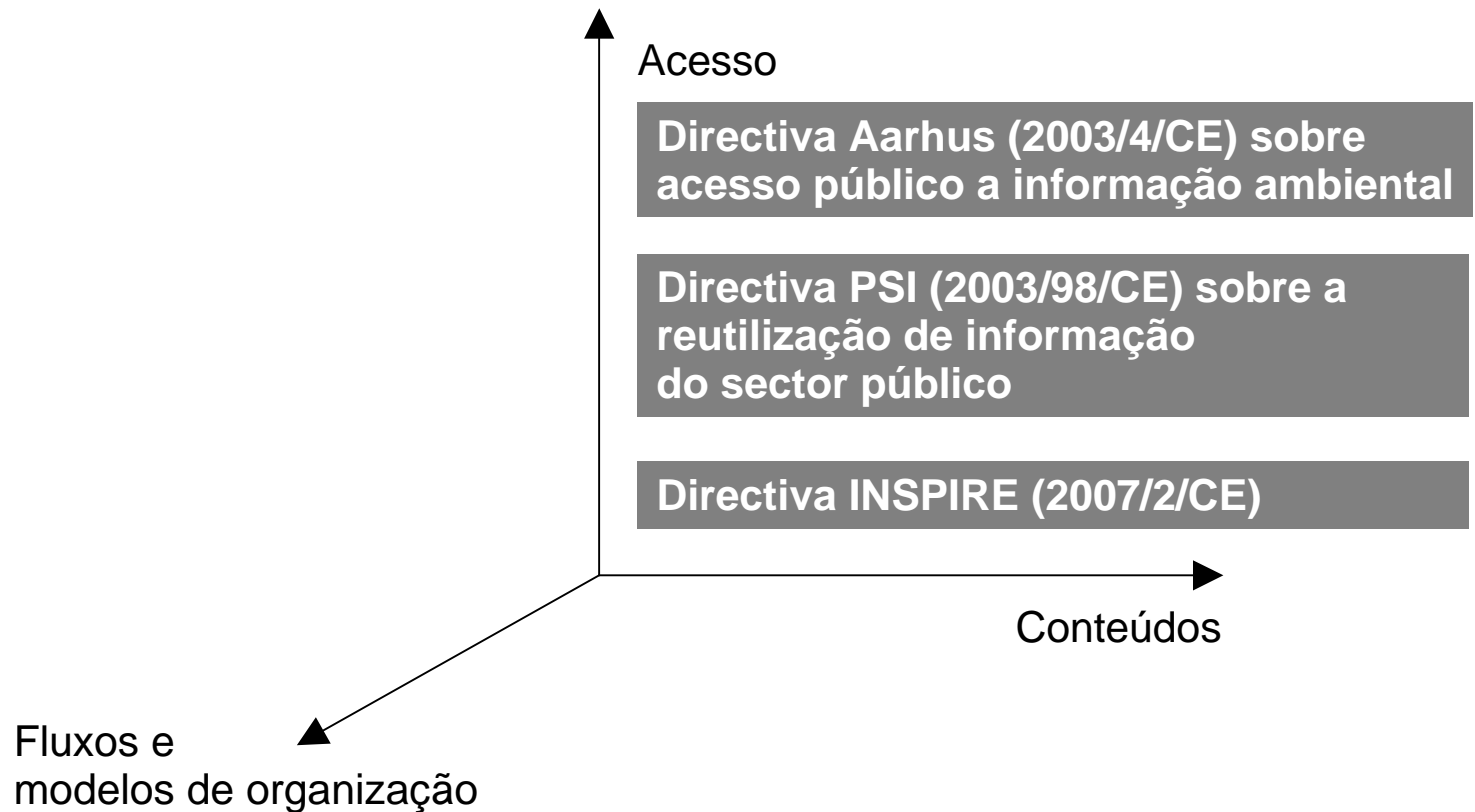 Acesso
Directiva Aarhus (2003/4/CE) sobre
acesso público a informação ambiental
Directiva PSI (2003/98/CE) sobre a
reutilização de informação
do sector público
Directiva INSPIRE (2007/2/CE)
Conteúdos
Fluxos e
modelos de organização